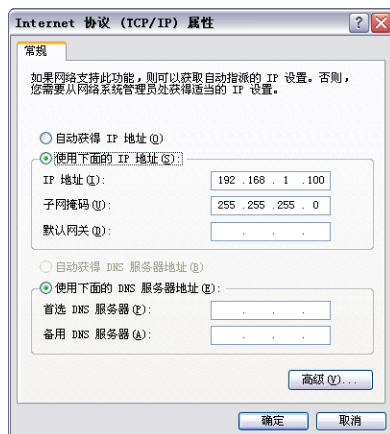 Internet 协议 (TCP/IP) 属性
常规
如果网络支持此功能，则可以获取自动指派的 IP 设置。否则，
您需要从网络系统管理员处获得适当的 IP 设置。
自动获得 IP 地址(O)
使用下面的 IP 地址(S):
IP 地址(I): 192 .168 . 1 .100
子网掩码(U): 255 .255 .255 . 0
默认网关(D): . . .
自动获得 DNS 服务器地址(B)
使用下面的 DNS 服务器地址(E):
首选 DNS 服务器(P): . . .
备用 DNS 服务器(A): . . .
高级(V)...
确定 取消